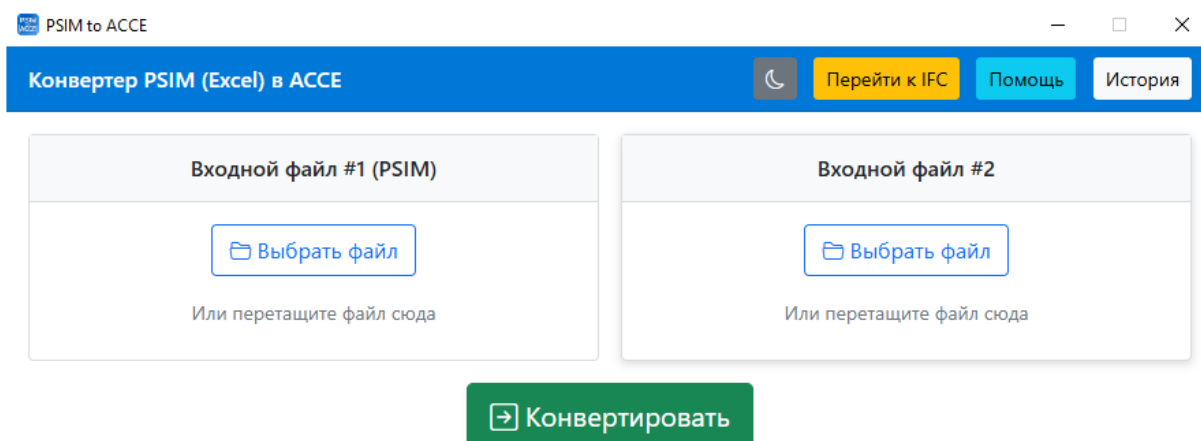 PSIM to ACCE
Конвертер PSIM (Excel) в ACCE
Перейти к IFC
Помощь
История
Входной файл #1 (PSIM)
Выбрать файл
Или перетащите файл сюда
Входной файл #2
Выбрать файл
Или перетащите файл сюда
Конвертировать